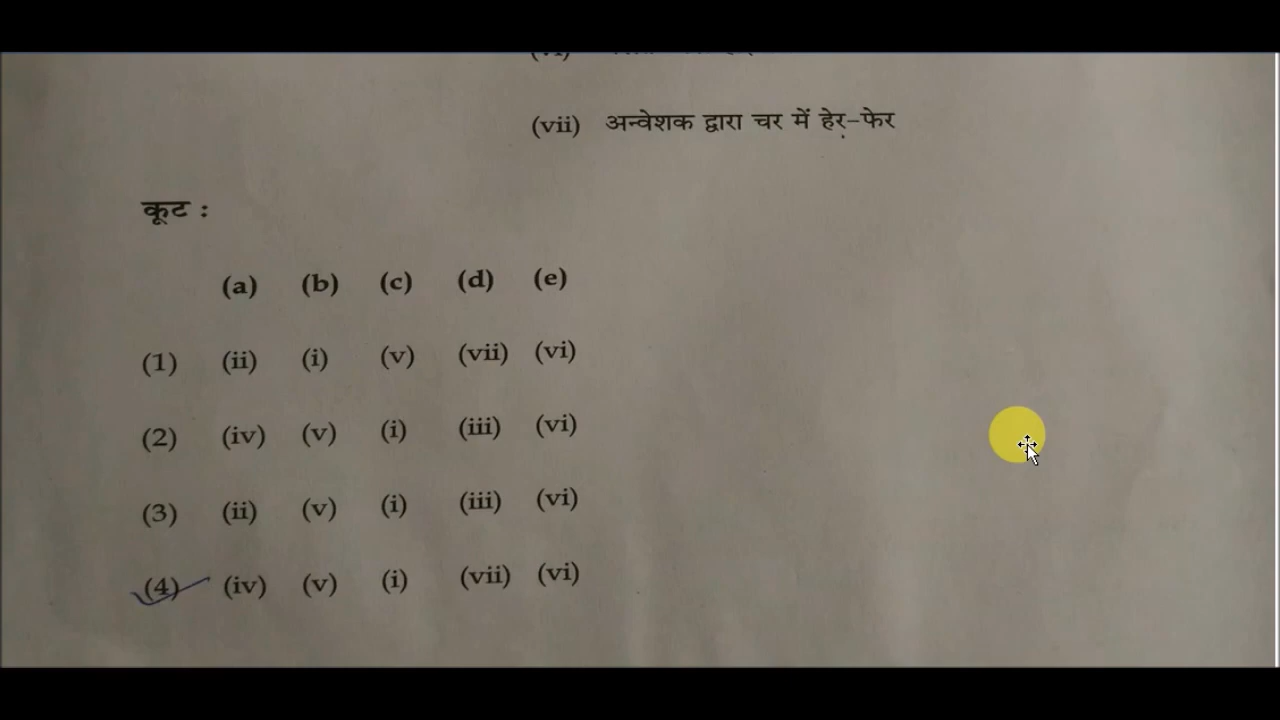 (vii) अन्वेशक द्वारा चर में हेर-फेर
कूट :
(a) (b) (c) (d) (e)
(1) (ii) (i) (v) (vii) (vi)
(2) (iv) (v) (i) (iii) (vi)
(3) (ii) (v) (i) (iii) (vi)
(4) (iv) (v) (i) (vii) (vi)